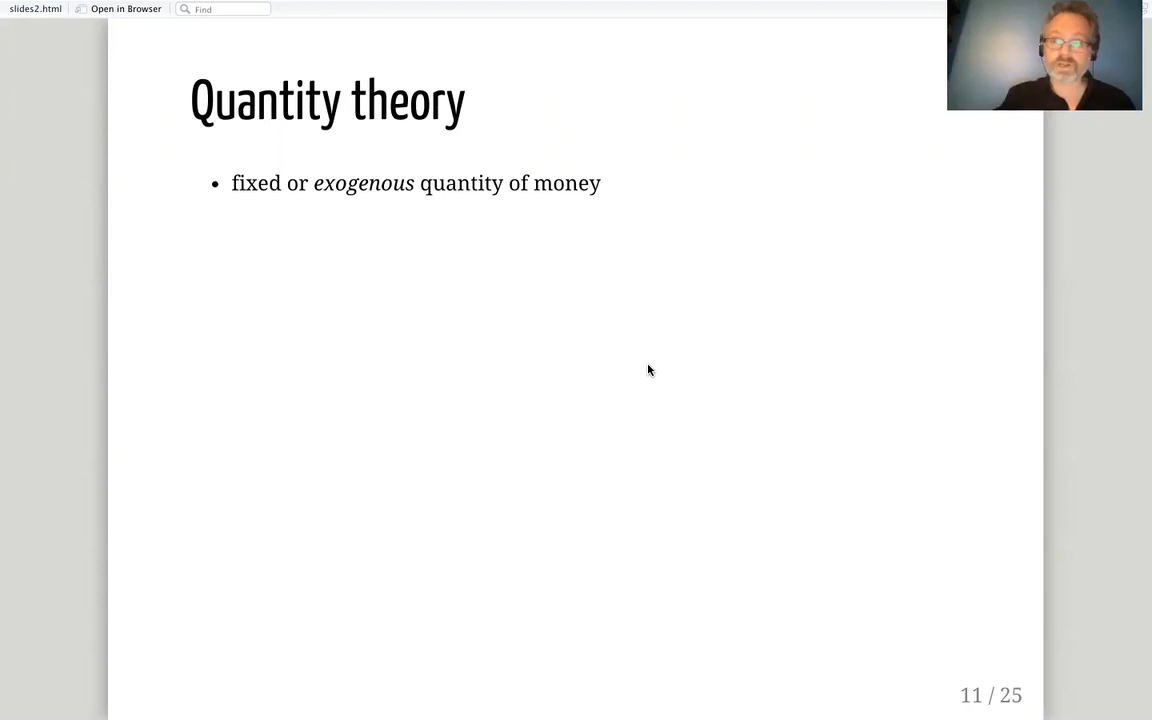 slides2.html
Open in Browser
Find
Quantity theory
• fixed or exogenous quantity of money
11 / 25